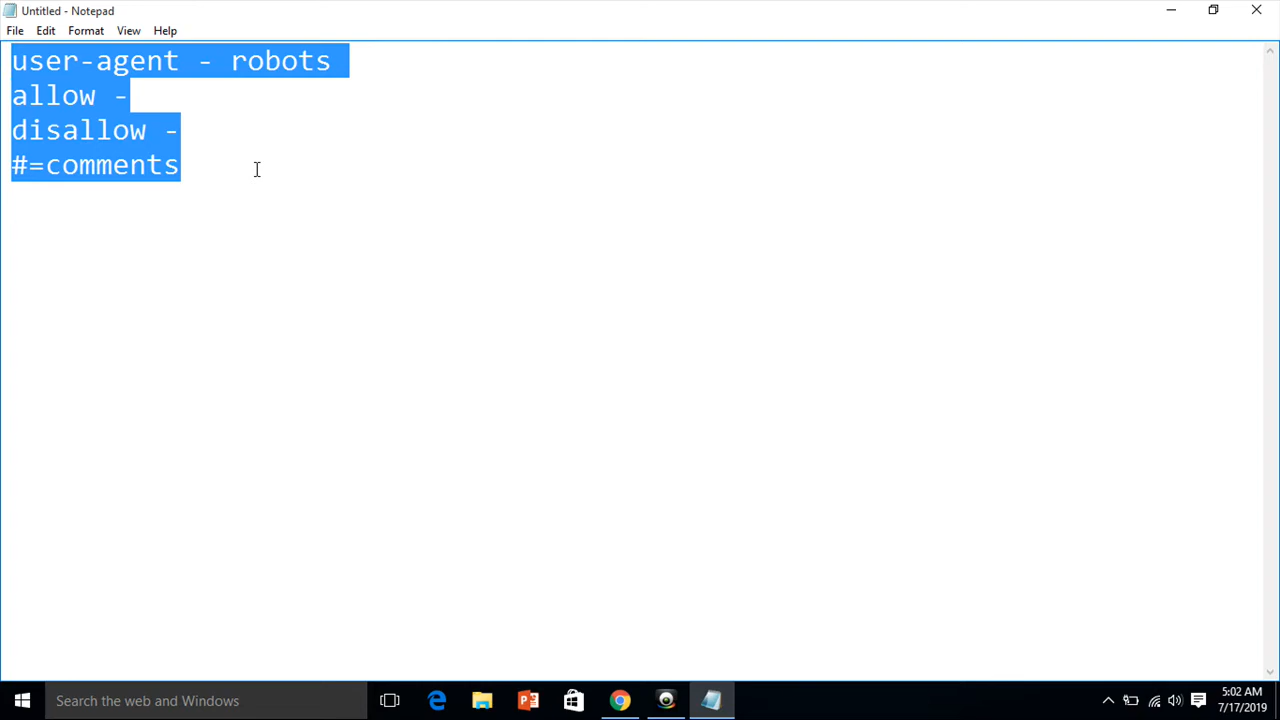 Untitled - Notepad
File Edit Format View Help
user-agent - robots
allow -
disallow -
#=comments
Search the web and Windows
5:02 AM
7/17/2019